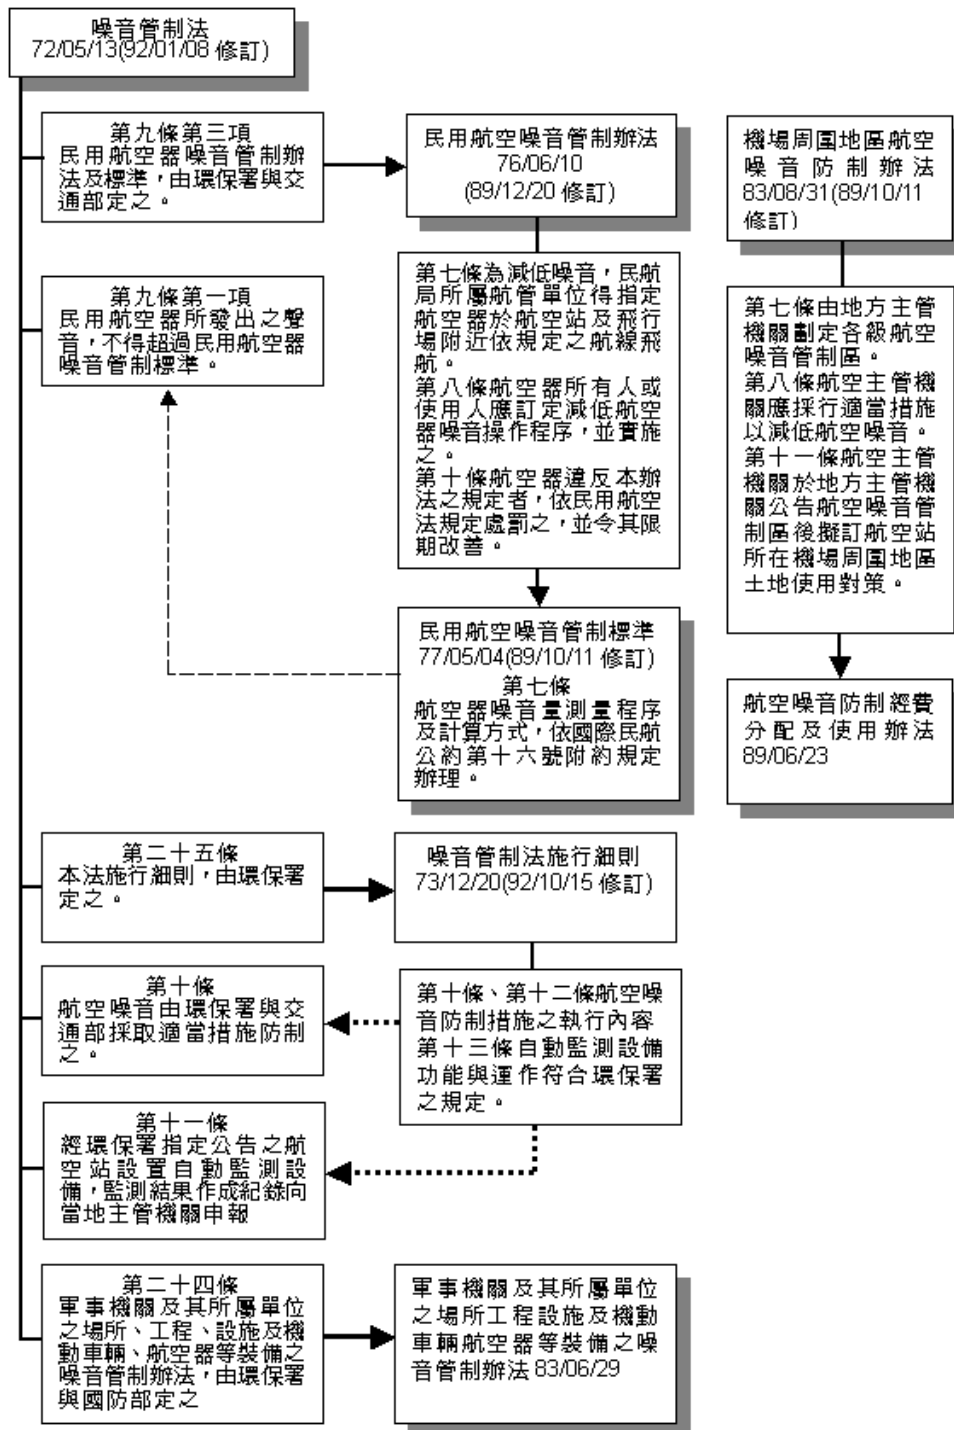 噪音管制法
72/05/13(92/01/08 修訂)
第九條第三項
民用航空器噪音管制辦
法及標準，由環保署與交
通部定之。
民用航空噪音管制辦法
76/06/10
(89/12/20 修訂)
機場周圍地區航空
噪音防制辦法
83/08/31(89/10/11
修訂)
第九條第一項
民用航空器所發出之聲
音，不得超過民用航空器
噪音管制標準。
第七條為減低噪音，民航
局所屬航管單位得指定
航空器於航空站及飛行
場附近依規定之航線飛
航。
第八條航空器所有人或
使用人應訂定減低航空
器噪音操作程序，並實施
之。
第十條航空器違反本辦
法之規定者，依民用航空
法規定處罰之，並令其限
期改善。
第七條由地方主管
機關劃定各級航空
噪音管制區。
第八條航空主管機
關應採行適當措施
以減低航空噪音。
第十一條航空主管
機關於地方主管機
關公告航空噪音管
制區後擬訂航空站
所在機場周圍地區
土地使用對策。
民用航空噪音管制標準
77/05/04(89/10/11 修訂)
第七條
航空器噪音量測量程序
及計算方式，依國際民航
公約第十六號附約規定
辦理。
航空噪音防制經費
分配及使用辦法
89/06/23
第二十五條
本法施行細則，由環保署
定之。
噪音管制法施行細則
73/12/20(92/10/15 修訂)
第十條
航空噪音由環保署與交
通部採取適當措施防制
之。
第十條、第十二條航空噪
音防制措施之執行內容
第十三條自動監測設備
功能與運作符合環保署
之規定。
第十一條
經環保署指定公告之航
空站設置自動監測設
備，監測結果作成紀錄向
當地主管機關申報
第二十四條
軍事機關及其所屬單位
之場所、工程、設施及機
動車輛、航空器等裝備之
噪音管制辦法，由環保署
與國防部定之
軍事機關及其所屬單位
之場所工程設施及機動
車輛航空器等裝備之噪
音管制辦法 83/06/29